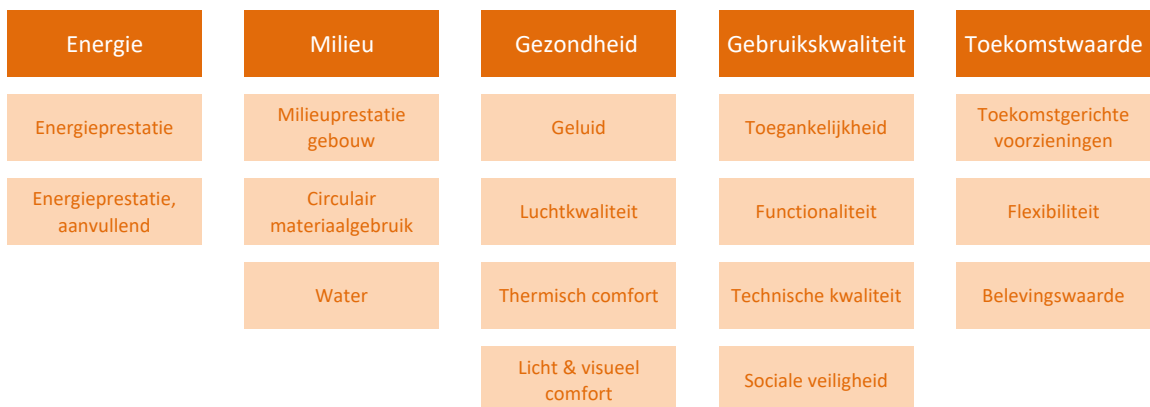 Energie
Milieu
Gezondheid
Gebruikskwaliteit
Toekomstwaarde
Energieprestatie
Milieuprestatie
gebouw
Geluid
Toegankelijkheid
Toekomstgerichte
voorzieningen
Energieprestatie,
aanvullend
Circulair
materiaalgebruik
Luchtkwaliteit
Functionaliteit
Flexibiliteit
Water
Thermisch comfort
Technische kwaliteit
Belevingswaarde
Licht & visueel
comfort
Sociale veiligheid